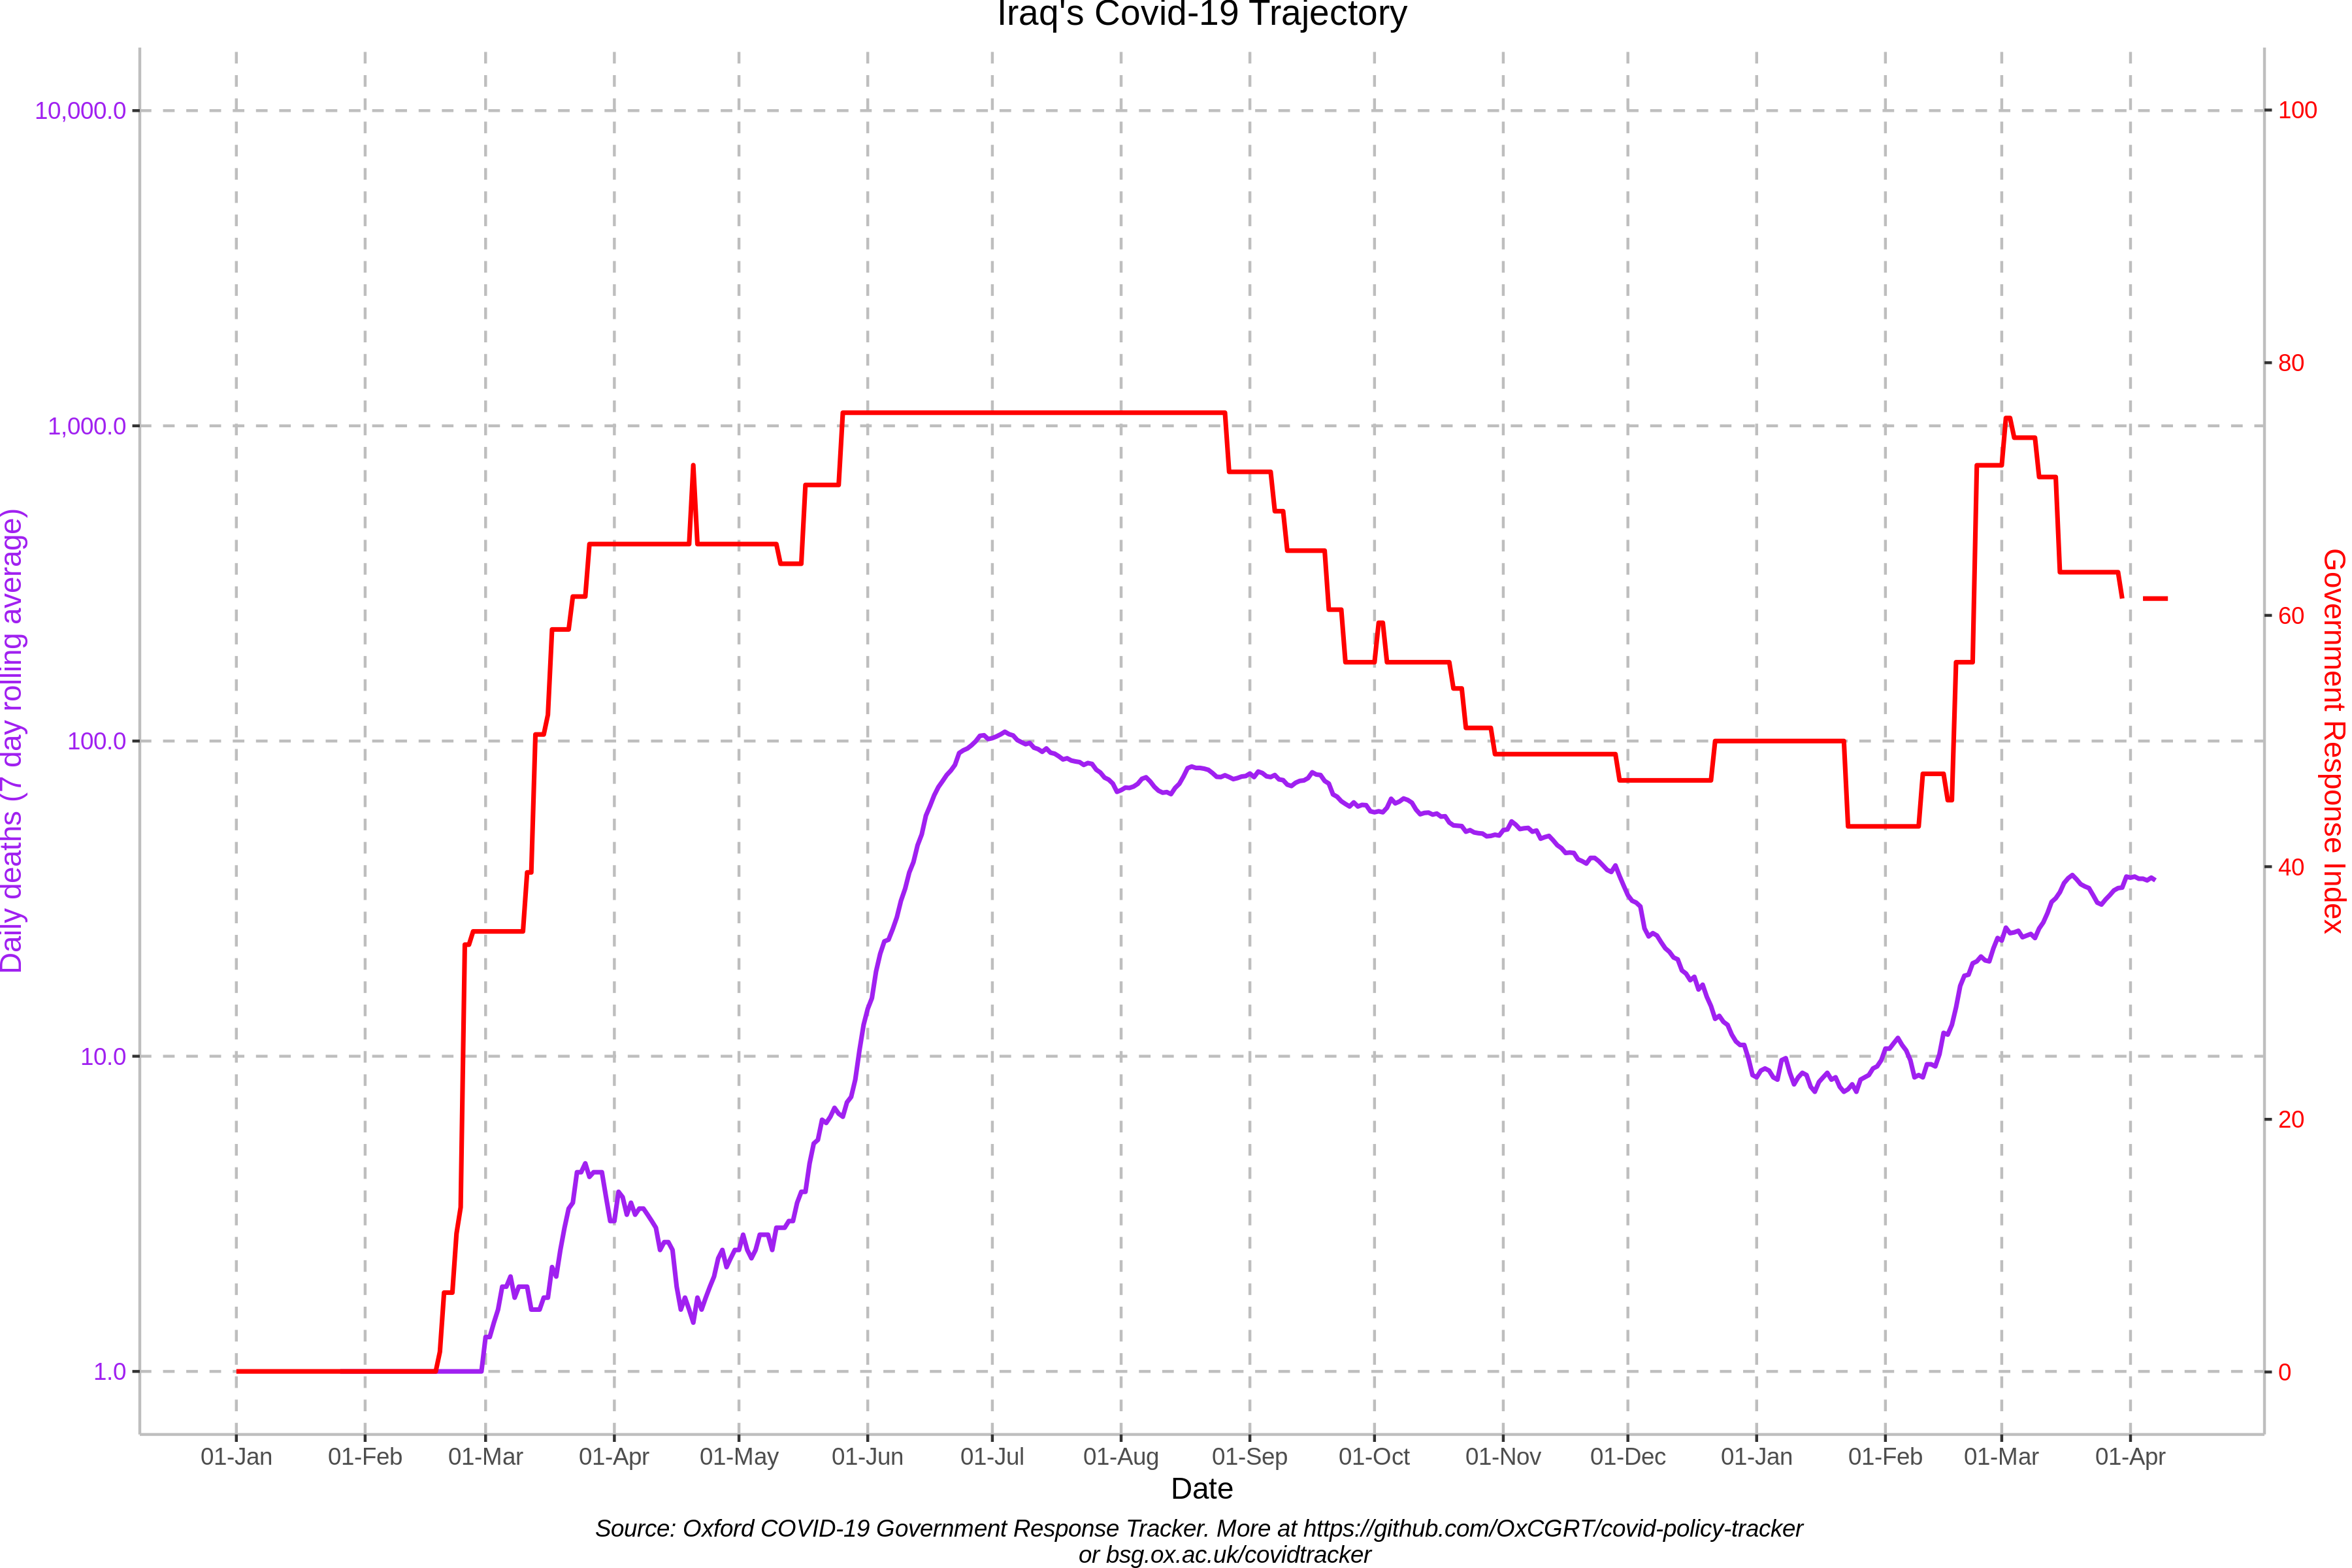 Iraq's Covid-19 Trajectory
Daily deaths (7 day rolling average)
10,000.0
1,000.0
100.0
10.0
1.0
100
80
60
40
20
0
Government Response Index
01-Jan 01-Feb 01-Mar 01-Apr 01-May 01-Jun 01-Jul 01-Aug 01-Sep 01-Oct 01-Nov 01-Dec 01-Jan 01-Feb 01-Mar 01-Apr
Date
Source: Oxford COVID-19 Government Response Tracker. More at https://github.com/OxCGRT/covid-policy-tracker
or bsg.ox.ac.uk/covidtracker